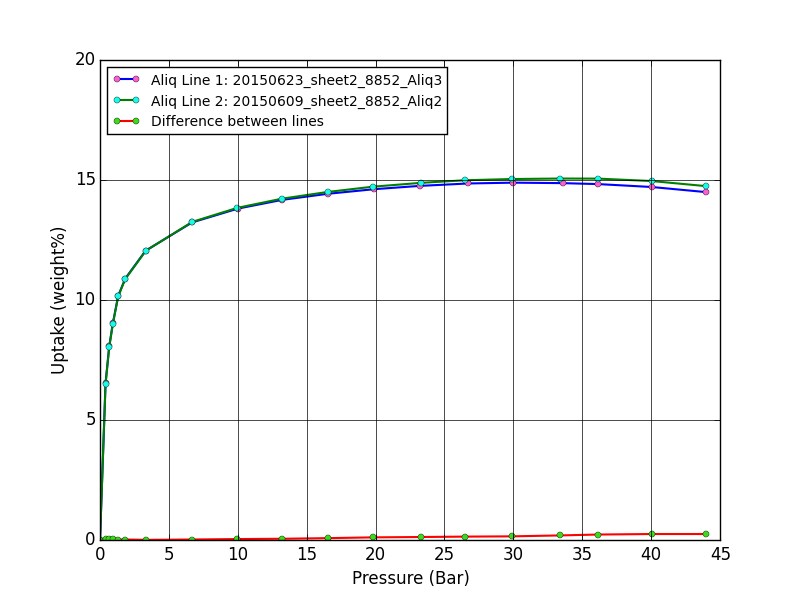 20
15
10
5
0
Uptake (weight%)
Aliq Line 1: 20150623_sheet2_8852_Aliq3
Aliq Line 2: 20150609_sheet2_8852_Aliq2
Difference between lines
0 5 10 15 20 25 30 35 40 45
Pressure (Bar)